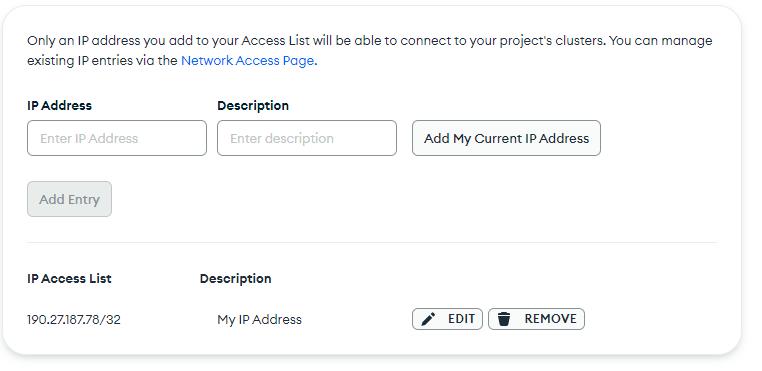 Only an IP address you add to your Access List will be able to connect to your project's clusters. You can manage
existing IP entries via the Network Access Page.
IP Address Description
Enter IP Address Enter description Add My Current IP Address
Add Entry
IP Access List Description
190.27.187.78/32 My IP Address EDIT REMOVE